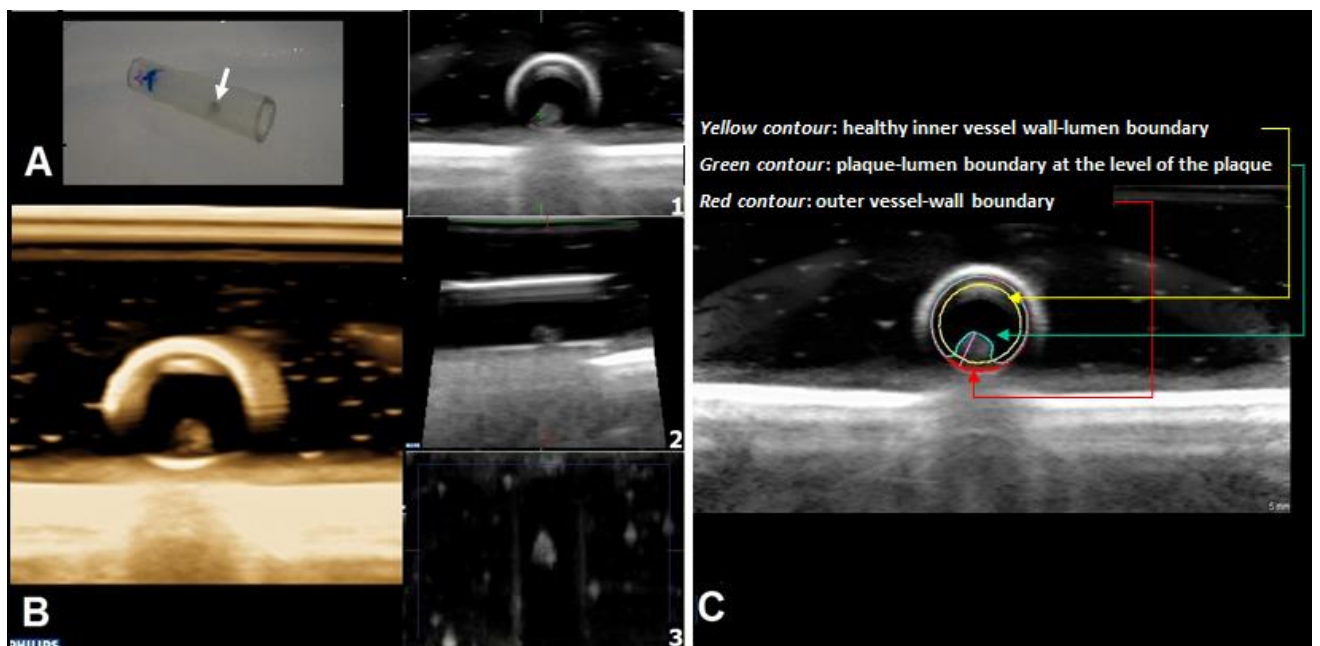 A
1
2
3
B
PHILIPS
Yellow contour: healthy inner vessel wall-lumen boundary
Green contour: plaque-lumen boundary at the level of the plaque
Red contour: outer vessel-wall boundary
5 mm
C